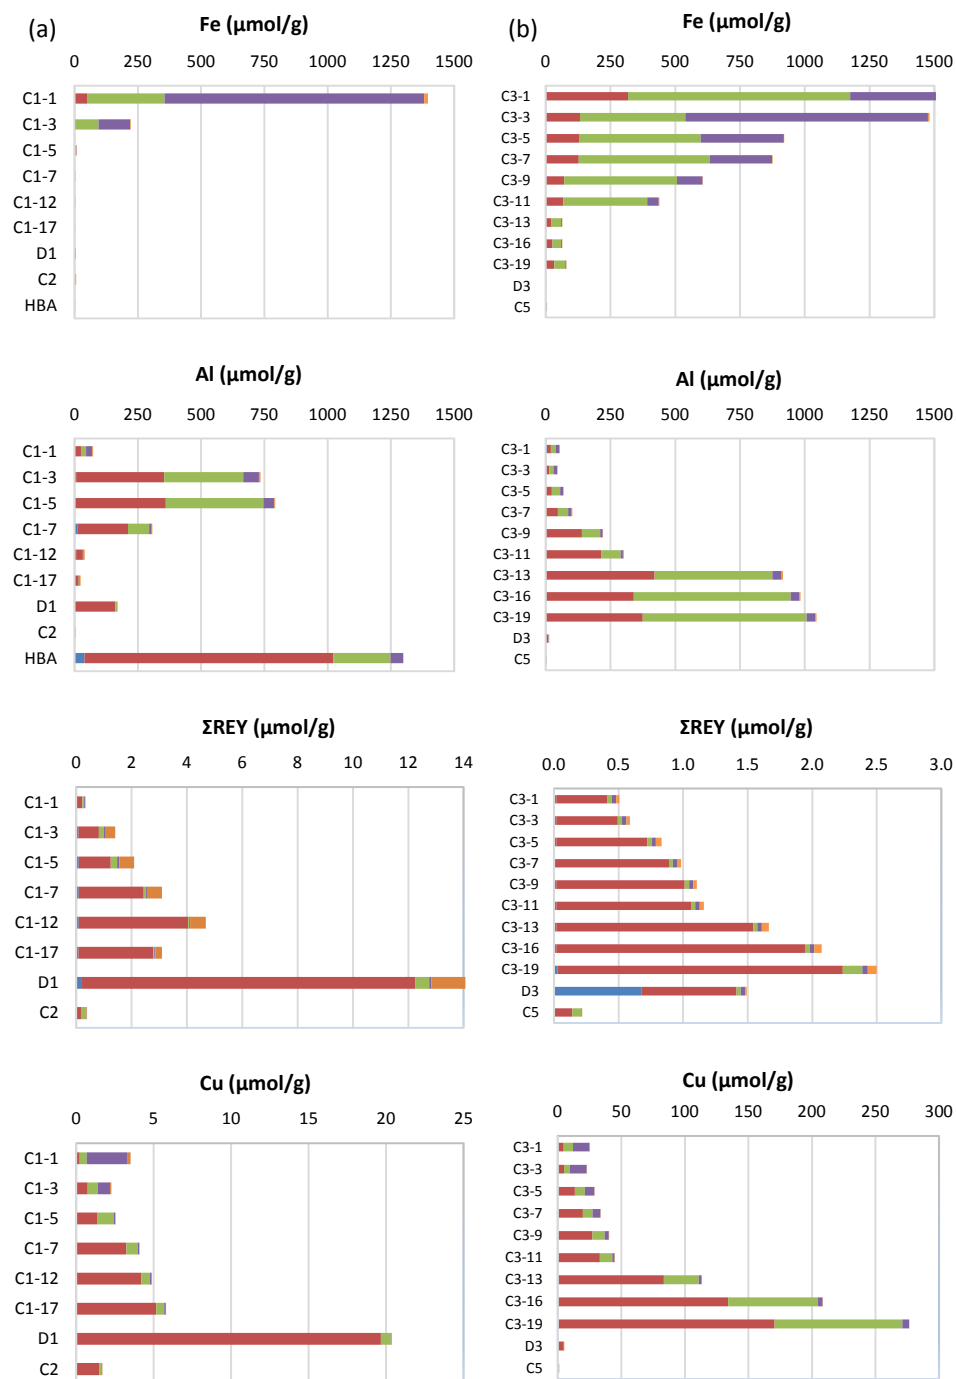 (a)
Fe (µmol/g)
0 250 500 750 1000 1250 1500
C1-1
C1-3
C1-5
C1-7
C1-12
C1-17
D1
C2
HBA
Al (µmol/g)
0 250 500 750 1000 1250 1500
C1-1
C1-3
C1-5
C1-7
C1-12
C1-17
D1
C2
HBA
ΣREY (µmol/g)
0 2 4 6 8 10 12 14
C1-1
C1-3
C1-5
C1-7
C1-12
C1-17
D1
C2
Cu (µmol/g)
0 5 10 15 20 25
C1-1
C1-3
C1-5
C1-7
C1-12
C1-17
D1
C2
(b)
Fe (µmol/g)
0 250 500 750 1000 1250 1500
C3-1
C3-3
C3-5
C3-7
C3-9
C3-11
C3-13
C3-16
C3-19
D3
C5
Al (µmol/g)
0 250 500 750 1000 1250 1500
C3-1
C3-3
C3-5
C3-7
C3-9
C3-11
C3-13
C3-16
C3-19
D3
C5
ΣREY (µmol/g)
0.0 0.5 1.0 1.5 2.0 2.5 3.0
C3-1
C3-3
C3-5
C3-7
C3-9
C3-11
C3-13
C3-16
C3-19
D3
C5
Cu (µmol/g)
0 50 100 150 200 250 300
C3-1
C3-3
C3-5
C3-7
C3-9
C3-11
C3-13
C3-16
C3-19
D3
C5